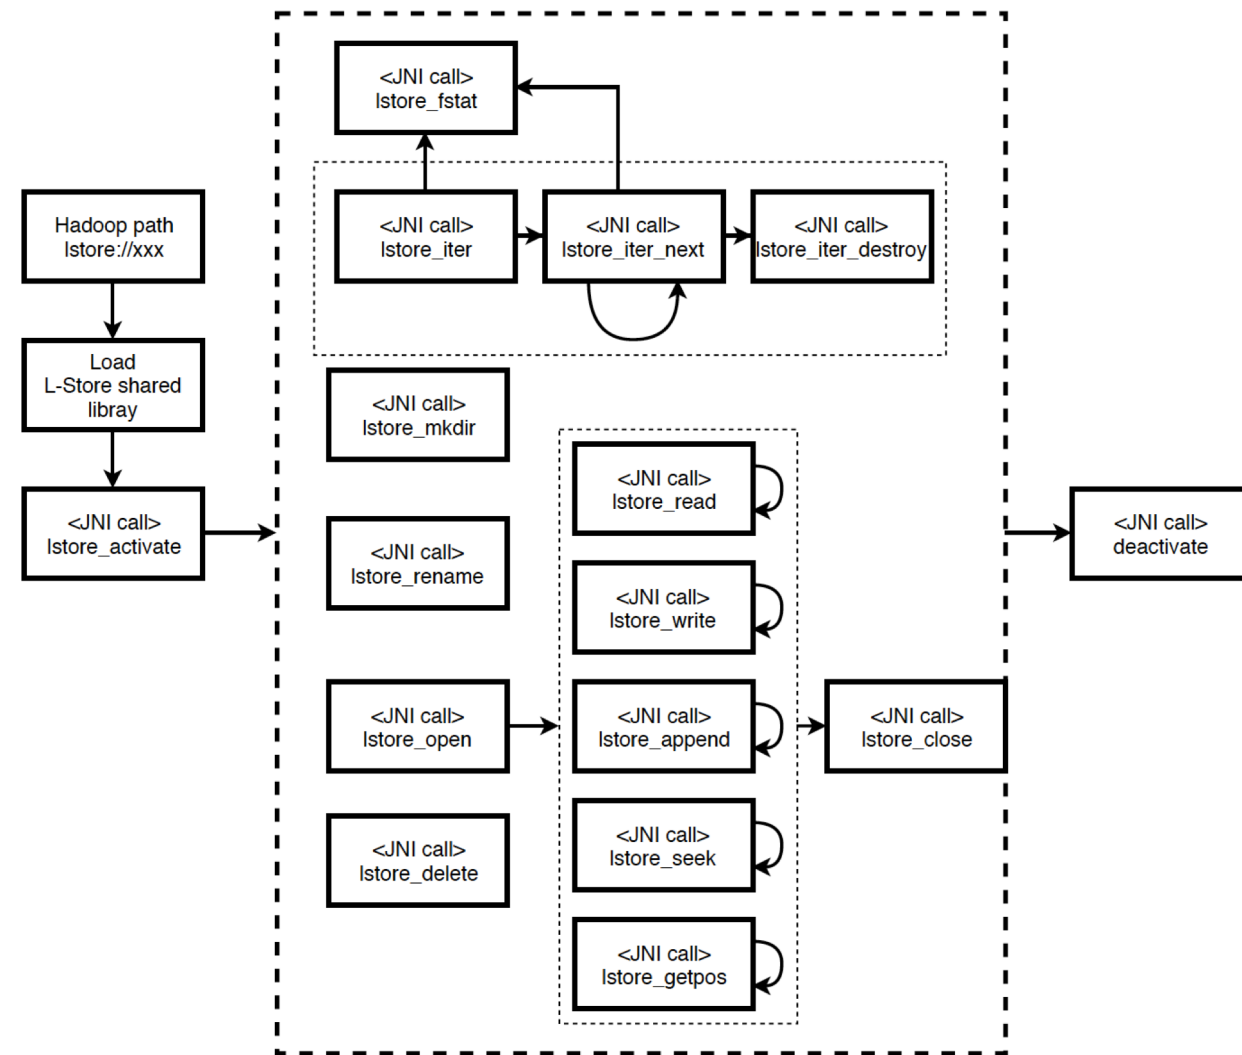 <JNI call>
lstore_fstat
Hadoop path
lstore://xxx
<JNI call>
lstore_iter
<JNI call>
lstore_iter_next
<JNI call>
lstore_iter_destroy
Load
L-Store shared
libray
<JNI call>
lstore_mkdir
<JNI call>
lstore_read
<JNI call>
lstore_activate
<JNI call>
lstore_rename
<JNI call>
lstore_write
<JNI call>
deactivate
<JNI call>
lstore_open
<JNI call>
lstore_append
<JNI call>
lstore_close
<JNI call>
lstore_delete
<JNI call>
lstore_seek
<JNI call>
lstore_getpos